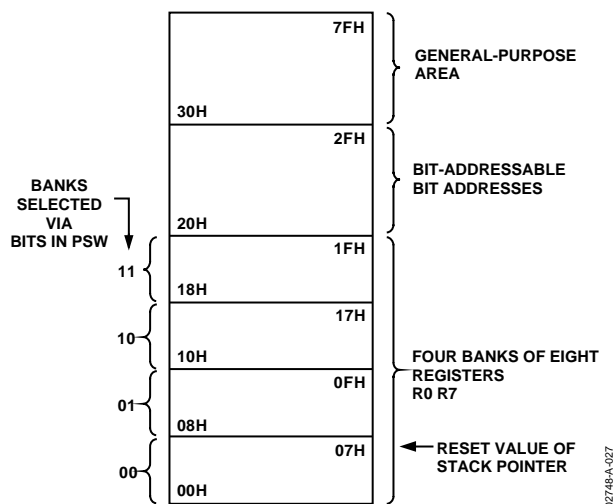 7FH
GENERAL-PURPOSE
AREA
30H
2FH
BIT-ADDRESSABLE
BIT ADDRESSES
BANKS
SELECTED
VIA
BITS IN PSW
20H
1FH
11
18H
17H
10
10H
FOUR BANKS OF EIGHT
REGISTERS
R0 R7
0FH
01
08H
07H
RESET VALUE OF
STACK POINTER
00
00H
02748-A-027